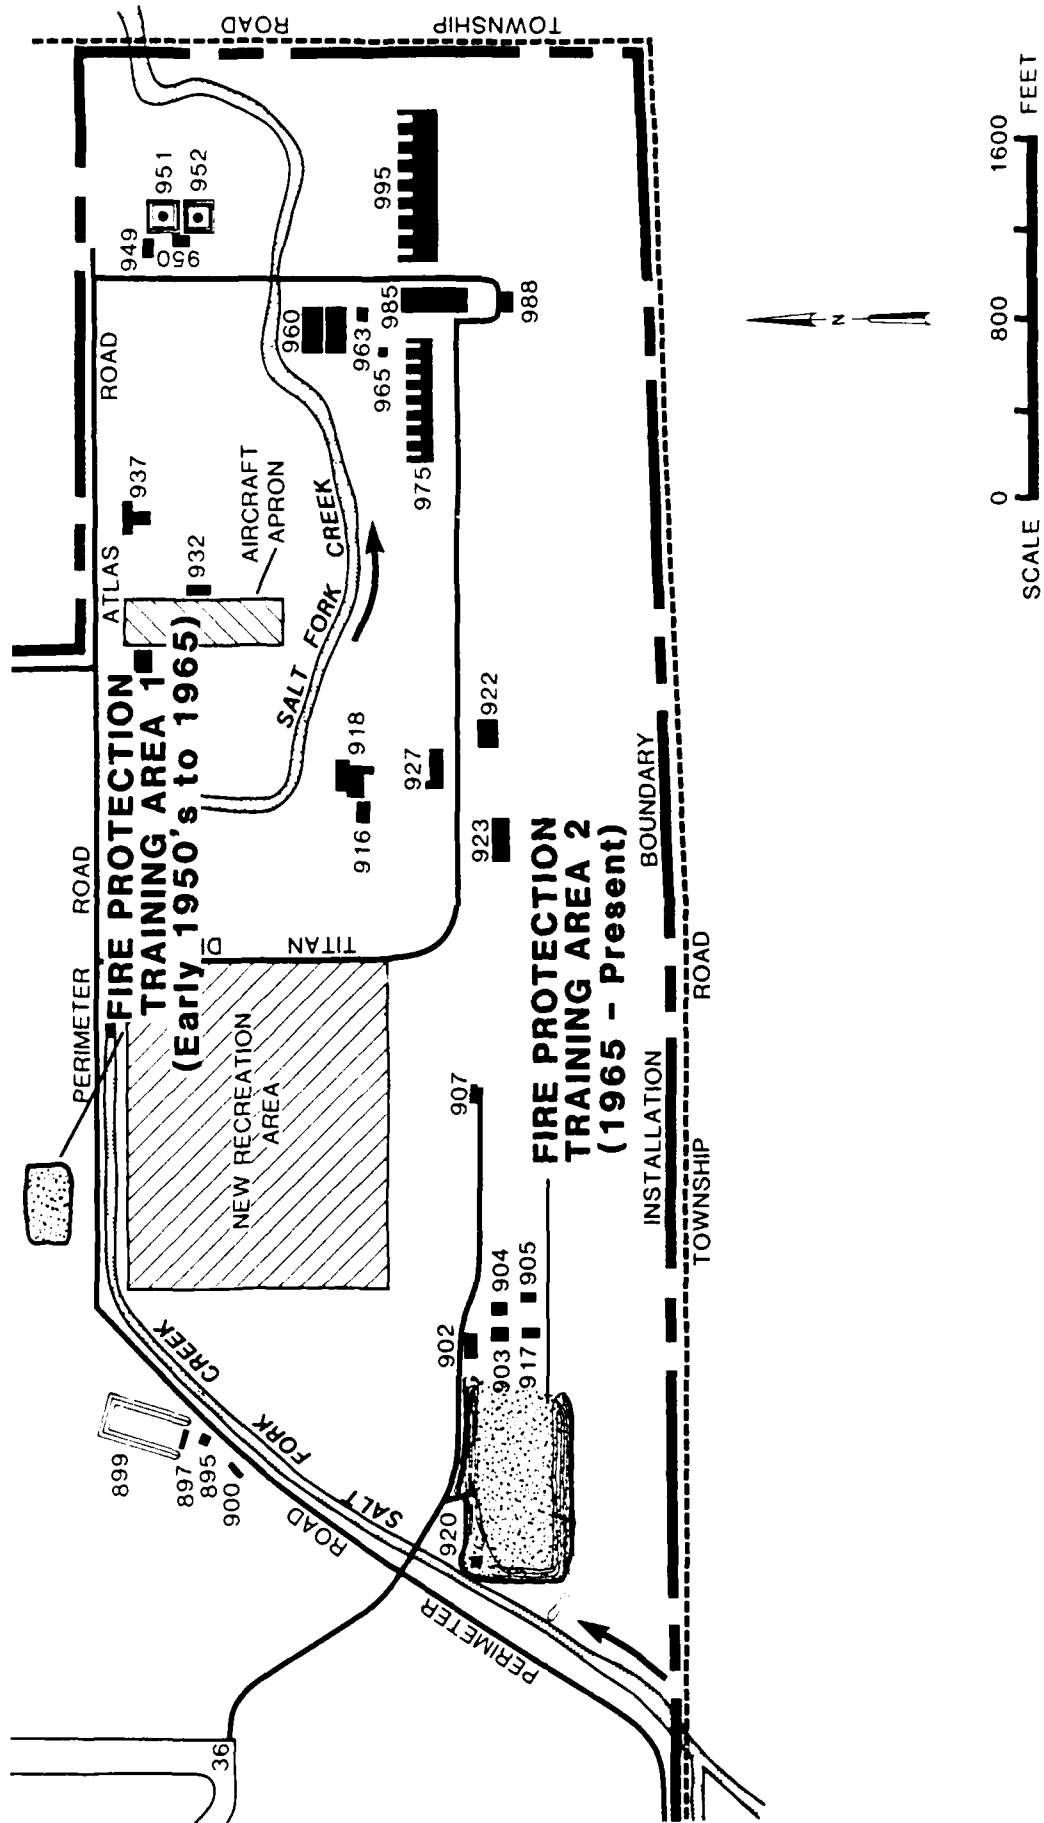 TOWNSHIP ROAD
951
952
949
950
995
PERIMETER ROAD
ATLAS ROAD
937
932
AIRCRAFT
APRON
960
963
965
985
988
975
FIRE PROTECTION
TRAINING AREA 1
(Early 1950's to 1965)
SALT FORK CREEK
918
916
927
922
923
TITAN
DI
NEW RECREATION
AREA
907
FIRE PROTECTION
TRAINING AREA 2
(1965 – Present)
902
903
904
917
905
920
899
897
895
900
SALT FORK CREEK
PERIMETER ROAD
36
INSTALLATION BOUNDARY
TOWNSHIP ROAD
N
0 800 1600
SCALE FEET